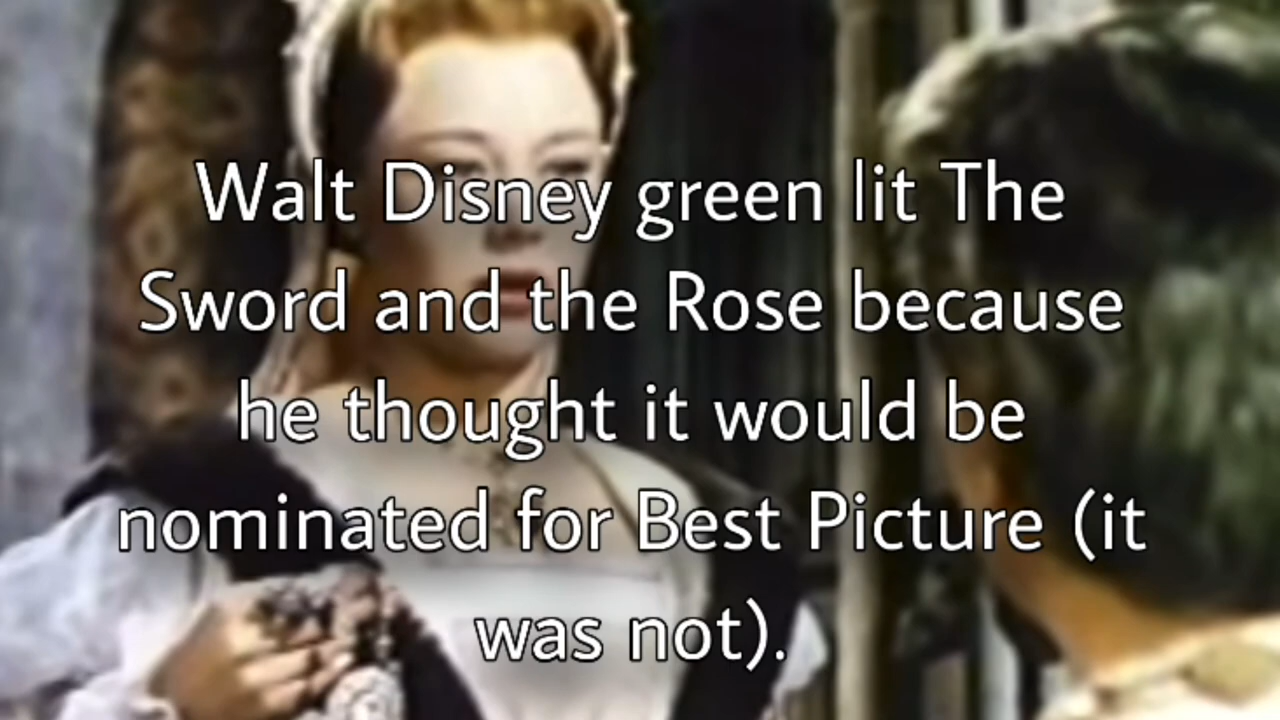 Walt Disney green lit The
Sword and the Rose because
he thought it would be
nominated for Best Picture (it
was not).